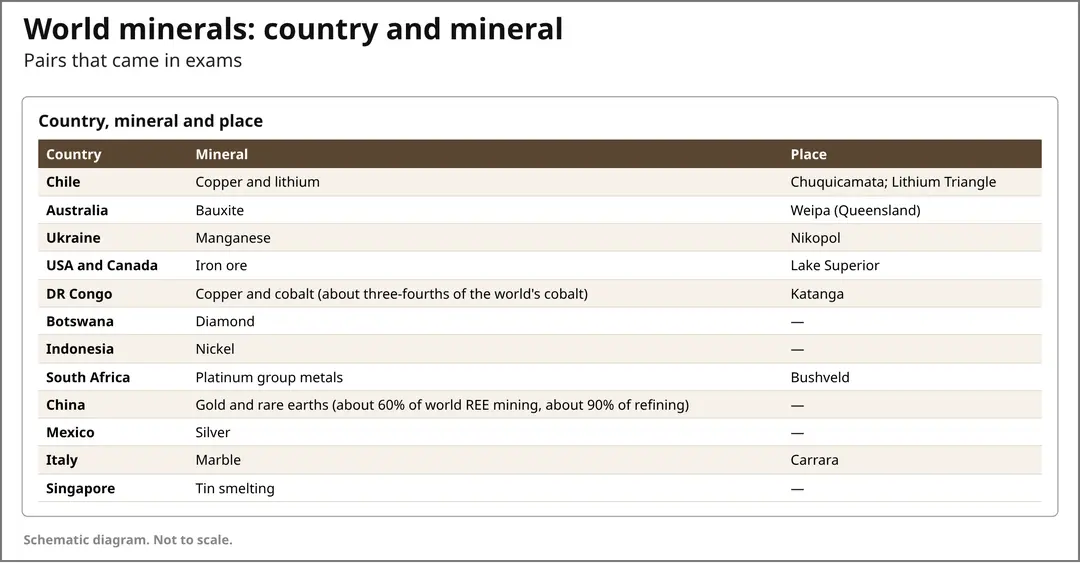 World minerals: country and mineral
Pairs that came in exams
Country, mineral and place
Country Mineral Place
Chile Copper and lithium Chuquicamata; Lithium Triangle
Australia Bauxite Weipa (Queensland)
Ukraine Manganese Nikopol
USA and Canada Iron ore Lake Superior
DR Congo Copper and cobalt (about three-fourths of the world's cobalt) Katanga
Botswana Diamond —
Indonesia Nickel —
South Africa Platinum group metals Bushveld
China Gold and rare earths (about 60% of world REE mining, about 90% of refining) —
Mexico Silver —
Italy Marble Carrara
Singapore Tin smelting —
Schematic diagram. Not to scale.